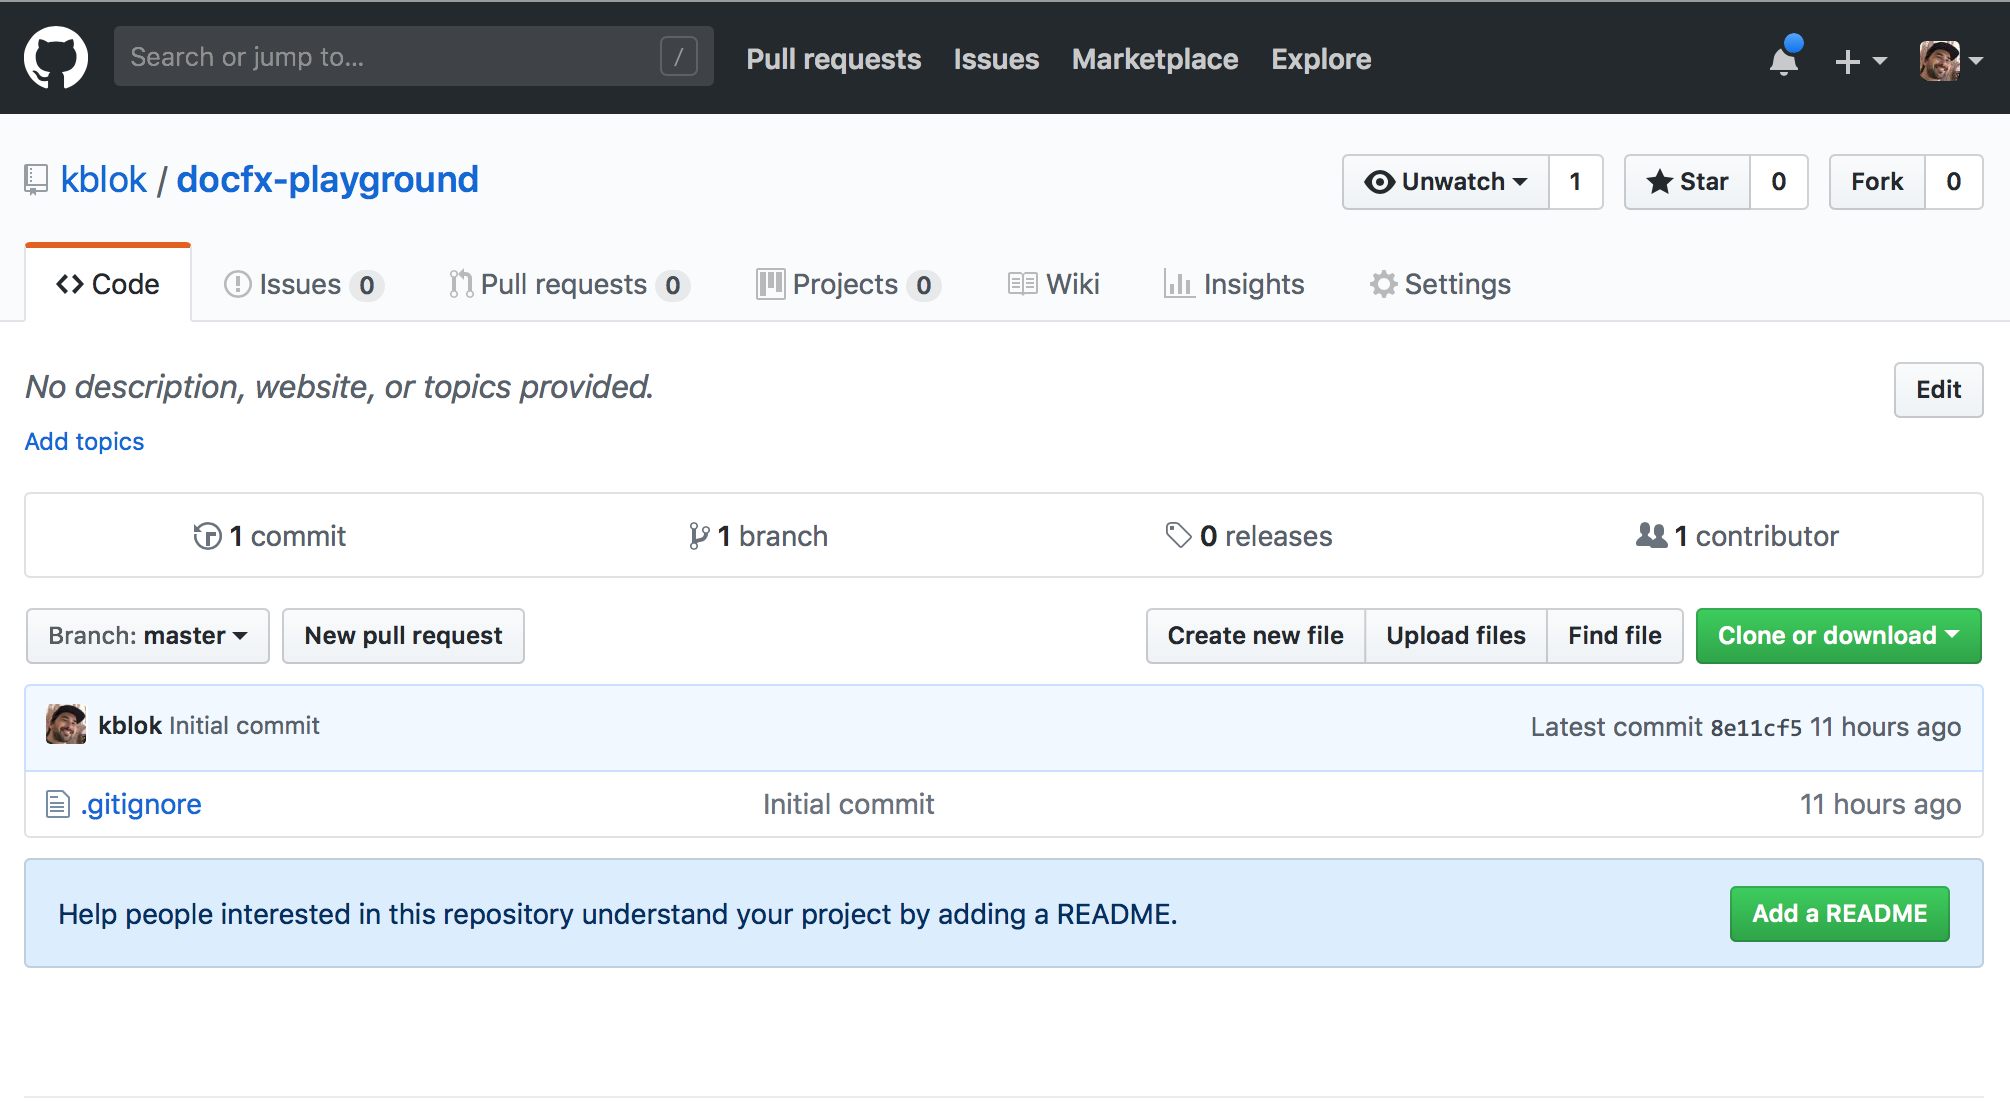 Search or jump to... / Pull requests Issues Marketplace Explore
kblok / docfx-playground Unwatch 1 Star 0 Fork 0
Code Issues 0 Pull requests 0 Projects 0 Wiki Insights Settings
No description, website, or topics provided. Edit
Add topics
1 commit 1 branch 0 releases 1 contributor
Branch: master New pull request Create new file Upload files Find file Clone or download
kblok Initial commit Latest commit 8e11cf5 11 hours ago
.gitignore Initial commit 11 hours ago
Help people interested in this repository understand your project by adding a README. Add a README